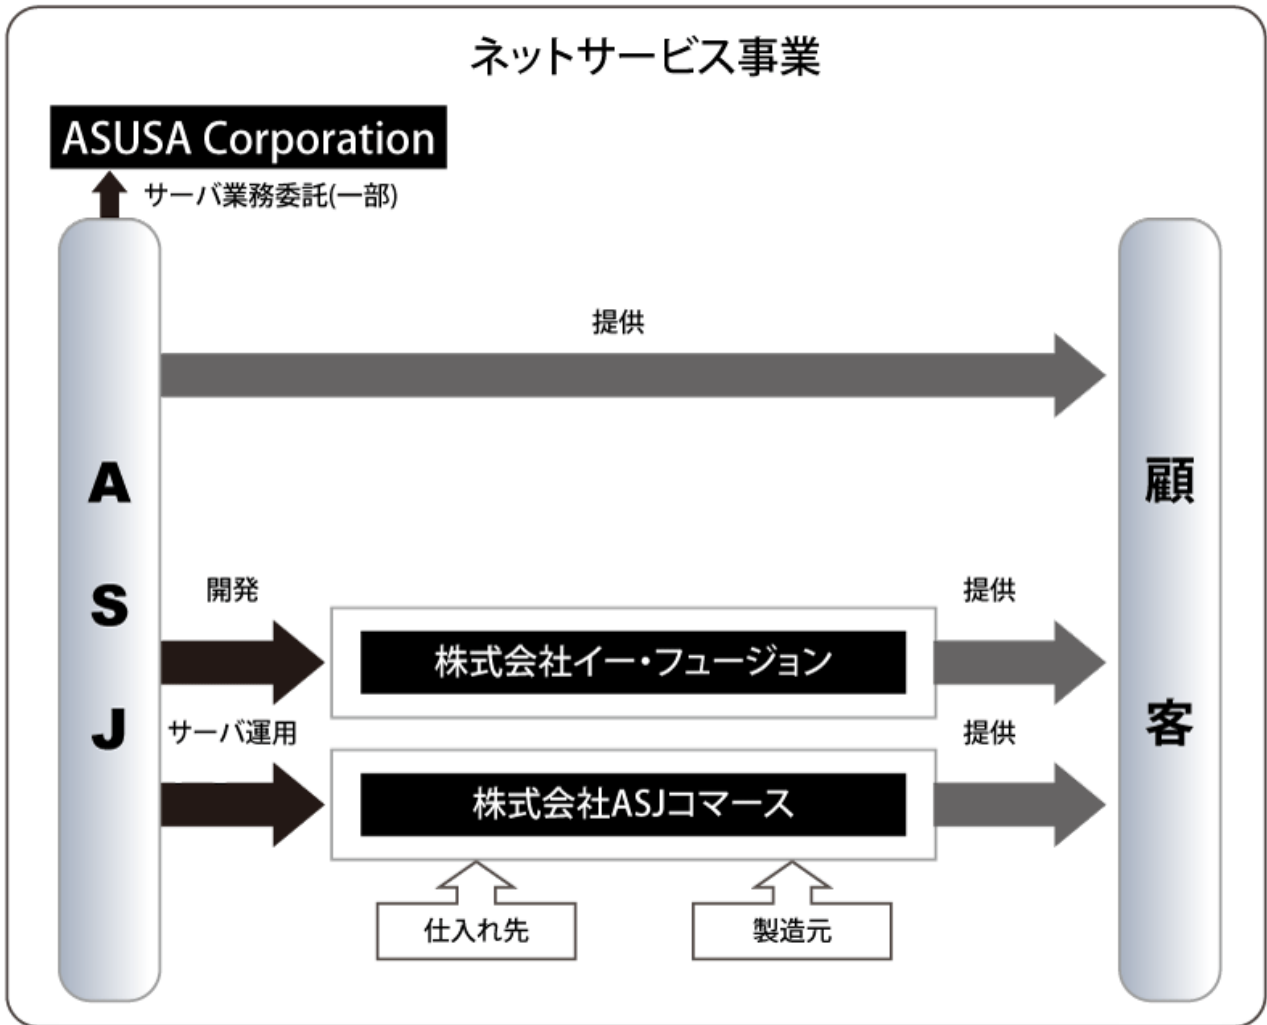 ネットサービス事業
ASUSA Corporation
サーバ業務委託(一部)
提供
A
S
J
顧
客
開発
株式会社イー・フュージョン
提供
サーバ運用
株式会社ASJコマース
提供
仕入れ先
製造元